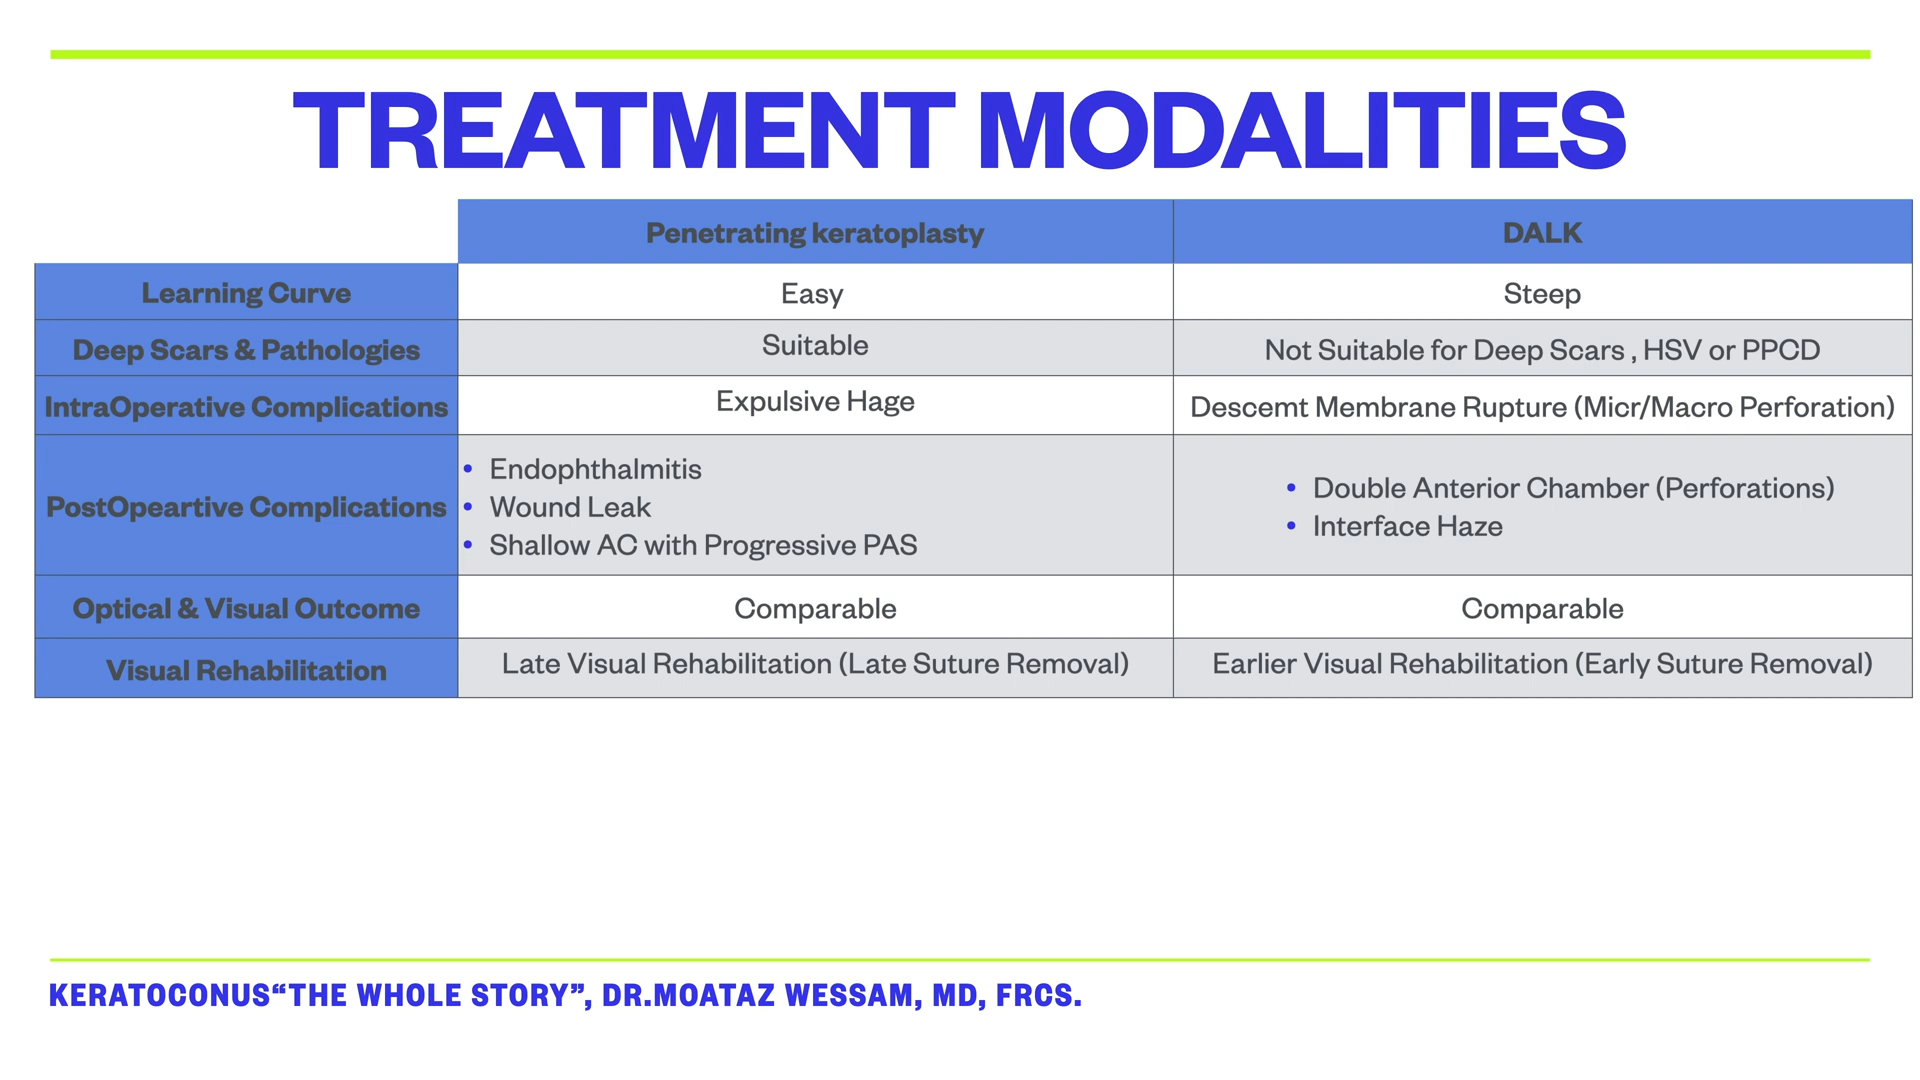 TREATMENT MODALITIES
Penetrating keratoplasty DALK
Learning Curve Easy Steep
Deep Scars & Pathologies Suitable Not Suitable for Deep Scars , HSV or PPCD
IntraOperative Complications Expulsive Hage Descemt Membrane Rupture (Micr/Macro Perforation)
PostOpeartive Complications
• Endophthalmitis
• Wound Leak
• Shallow AC with Progressive PAS
• Double Anterior Chamber (Perforations)
• Interface Haze
Optical & Visual Outcome Comparable Comparable
Visual Rehabilitation Late Visual Rehabilitation (Late Suture Removal) Earlier Visual Rehabilitation (Early Suture Removal)
KERATOCONUS“THE WHOLE STORY”, DR.MOATAZ WESSAM, MD, FRCS.